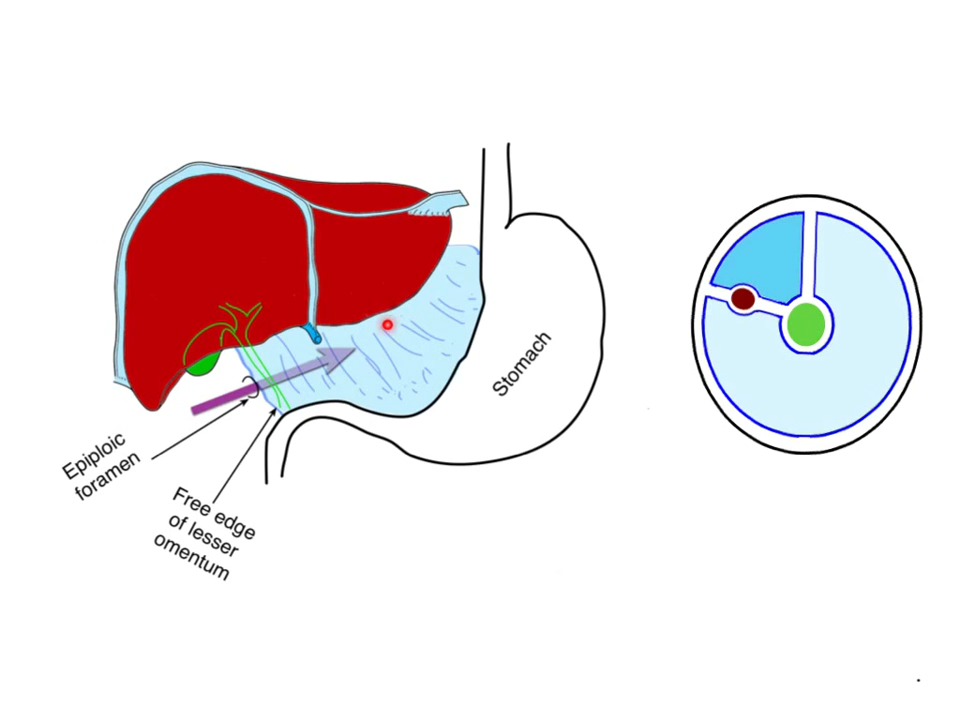 Stomach
Epiploic
foramen
Free edge
of lesser
omentum